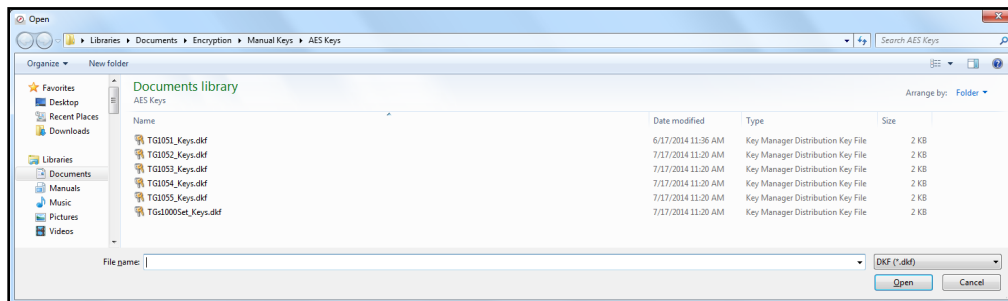 Open
Libraries Documents Encryption Manual Keys AES Keys
Search AES Keys
Organize New folder
Favorites
Desktop
Recent Places
Downloads
Libraries
Documents
Manuals
Music
Pictures
Videos
Documents library
AES Keys
Arrange by: Folder
Name Date modified Type Size
TG1051_Keys.dkf 6/17/2014 11:36 AM Key Manager Distribution Key File 2 KB
TG1052_Keys.dkf 7/17/2014 11:20 AM Key Manager Distribution Key File 2 KB
TG1053_Keys.dkf 7/17/2014 11:20 AM Key Manager Distribution Key File 2 KB
TG1054_Keys.dkf 7/17/2014 11:20 AM Key Manager Distribution Key File 2 KB
TG1055_Keys.dkf 7/17/2014 11:20 AM Key Manager Distribution Key File 2 KB
TGs1000Set_Keys.dkf 7/17/2014 11:20 AM Key Manager Distribution Key File 2 KB
File name: DKF (*.dkf)
Open Cancel